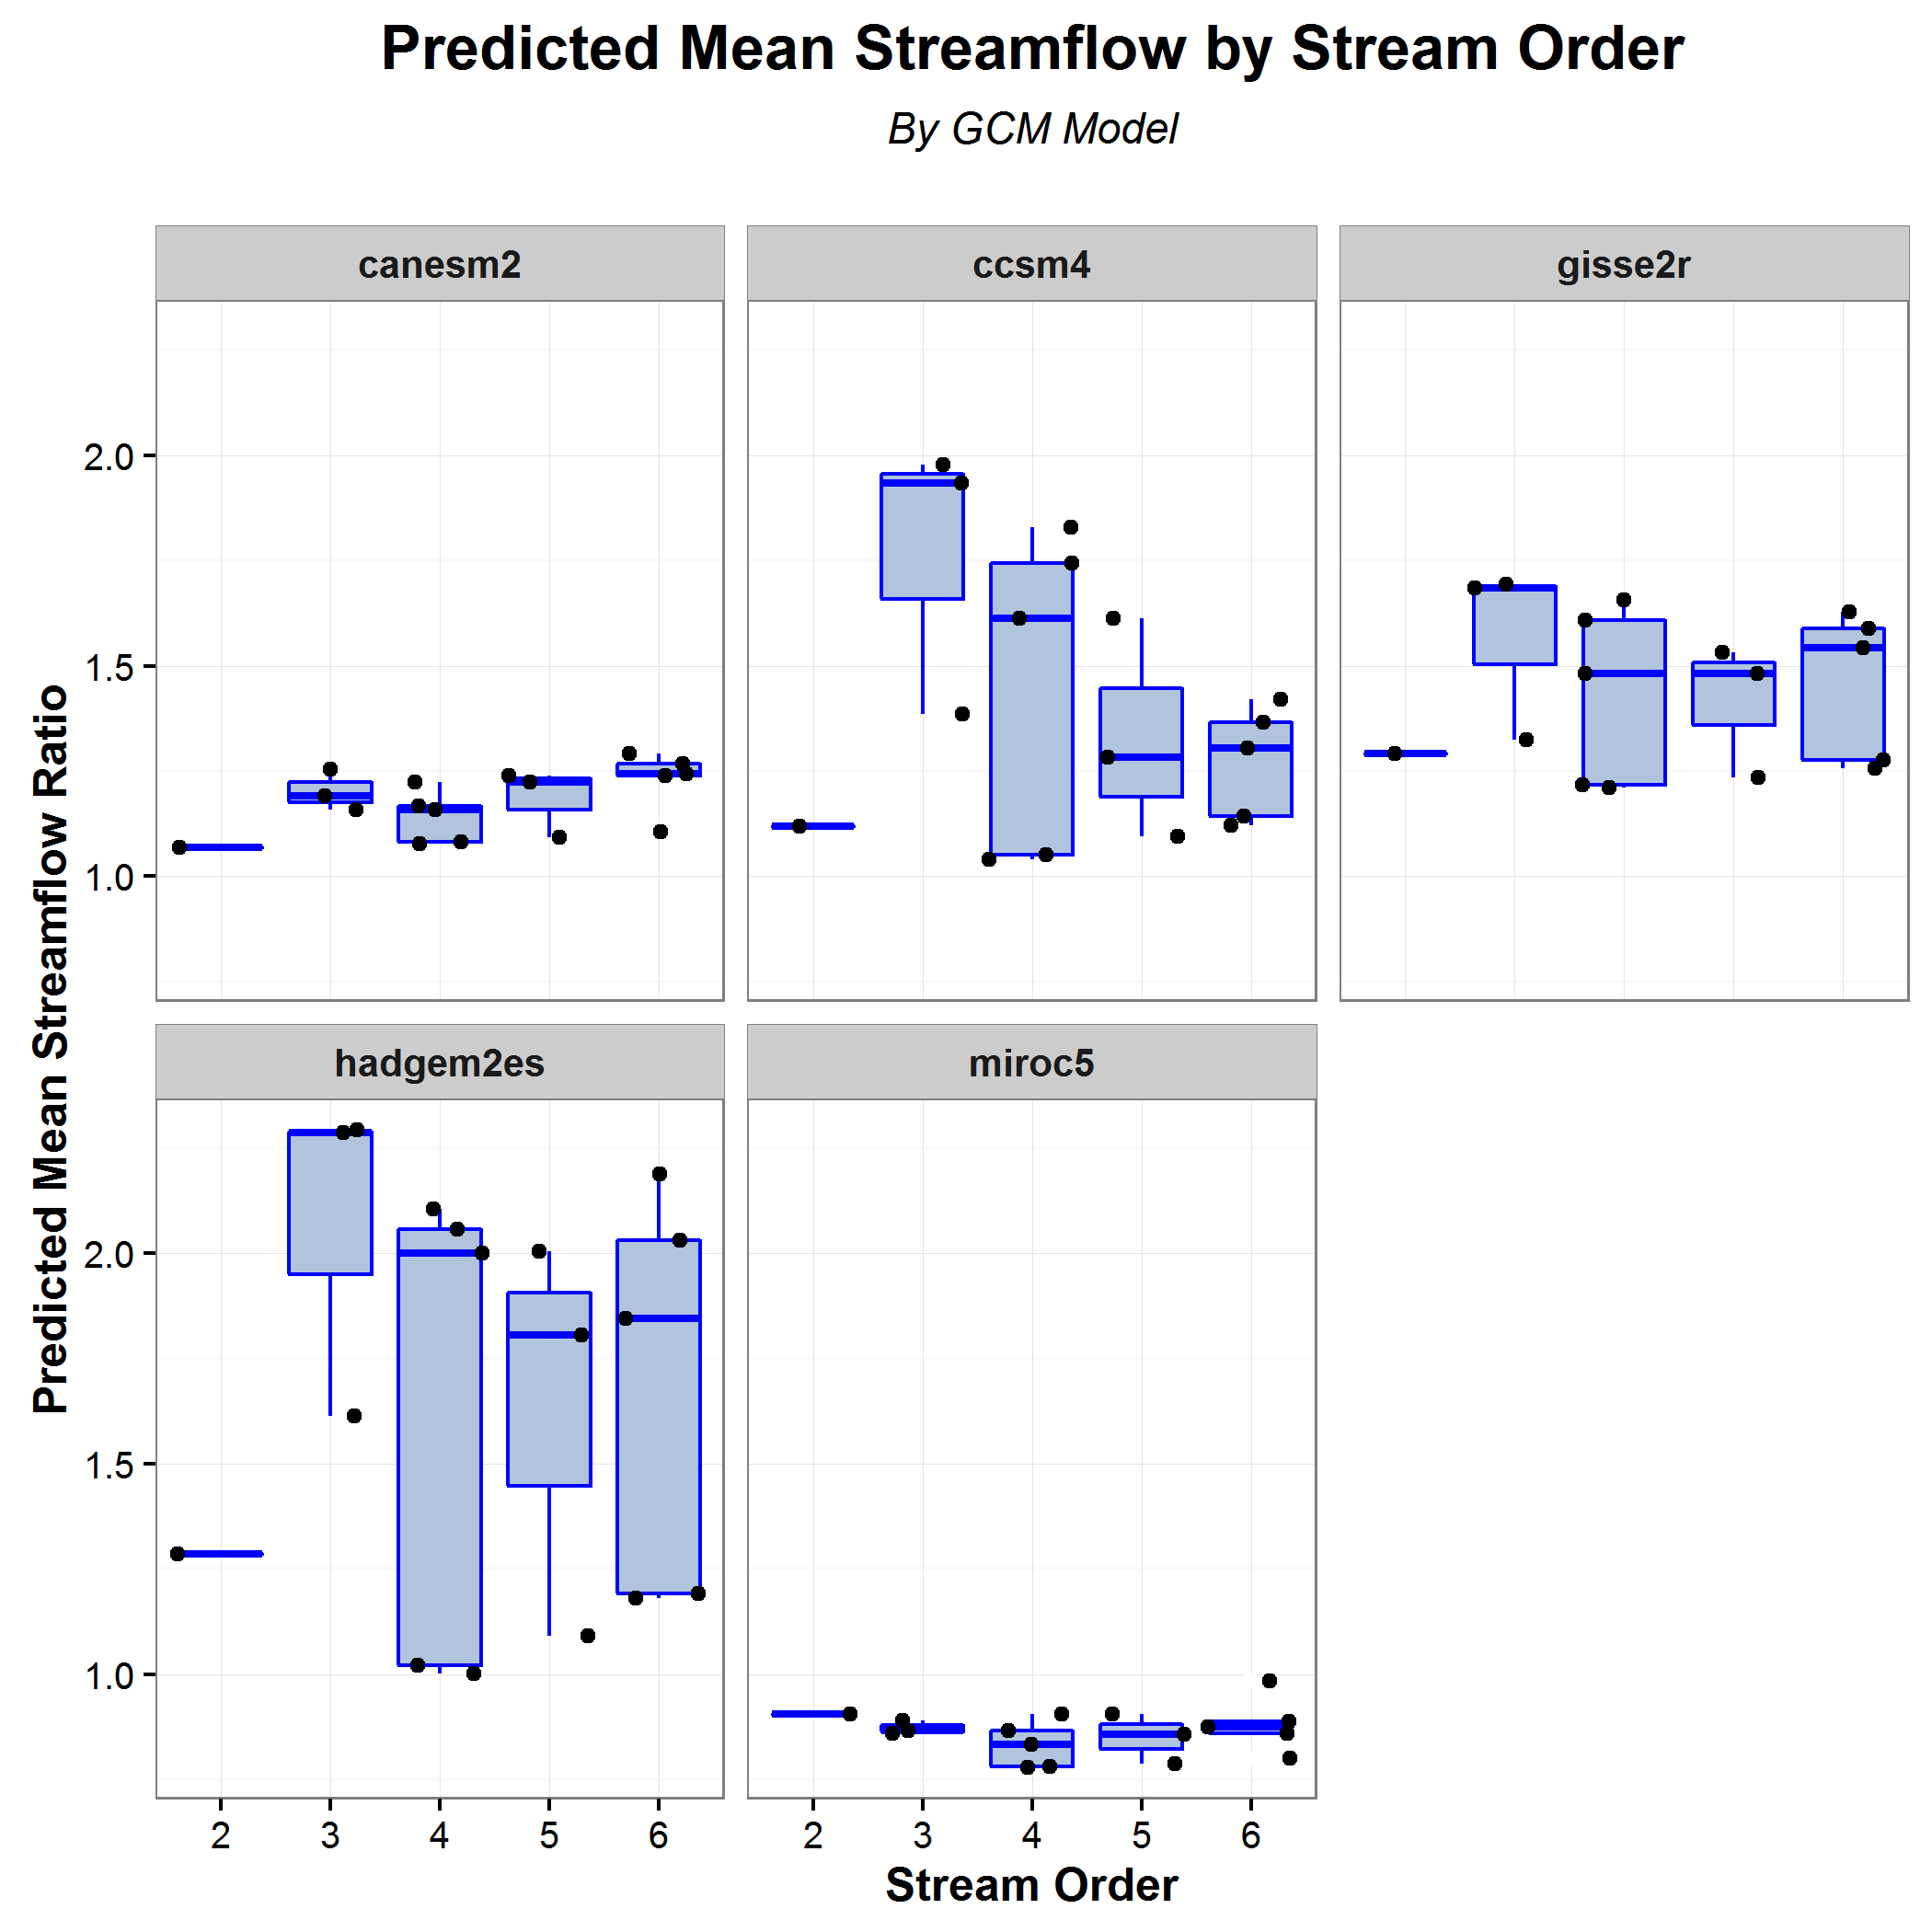 Predicted Mean Streamflow by Stream Order
By GCM Model
canesm2
ccsm4
gisse2r
2.0
1.5
1.0
Predicted Mean Streamflow Ratio
hadgem2es
miroc5
2.0
1.5
1.0
2 3 4 5 6
2 3 4 5 6
Stream Order